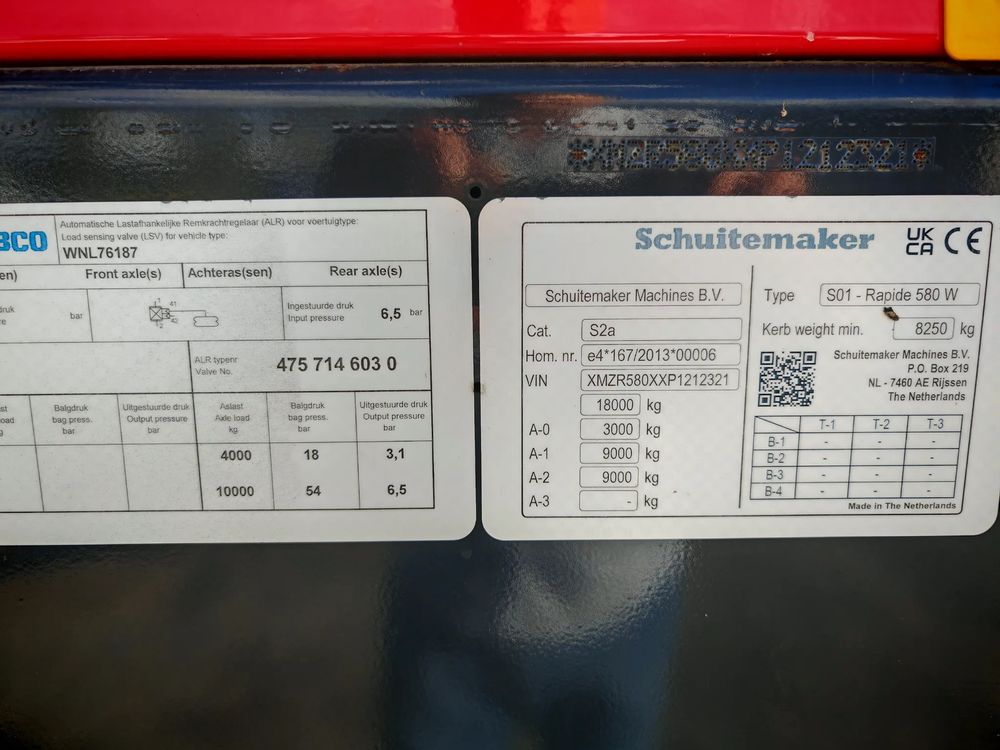 Automatische Lastafhankelijke Remkrachtregelaar (ALR) voor voertuigtype:
Load sensing valve (LSV) for vehicle type:
WNL76187
Front axle(s) Achteras(sen) Rear axle(s)
bar
Ingestuurde druk
Input pressure 6,5 bar
ALR typenr
Valve No. 475 714 603 0
Balgdruk
bag press.
bar
Uitgestuurde druk
Output pressure
bar
Aslast
Axle load
kg
Balgdruk
bag press.
bar
Uitgestuurde druk
Output pressure
bar
4000 18 3,1
10000 54 6,5
Schuitemaker UK CA CE
Schuitemaker Machines B.V.
Cat. S2a
Hom. nr. e4*167/2013*00006
VIN XMZR580XXP1212321
18000 kg
A-0 3000 kg
A-1 9000 kg
A-2 9000 kg
A-3 - kg
Type S01 - Rapide 580 W
Kerb weight min. 8250 kg
Schuitemaker Machines B.V.
P.O. Box 219
NL - 7460 AE Rijssen
The Netherlands
T-1 T-2 T-3
B-1 - - -
B-2 - - -
B-3 - - -
B-4 - - -
Made in The Netherlands